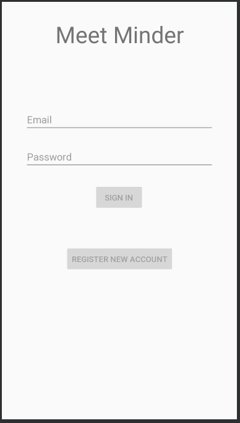 Meet Minder
Email
Password
SIGN IN
REGISTER NEW ACCOUNT